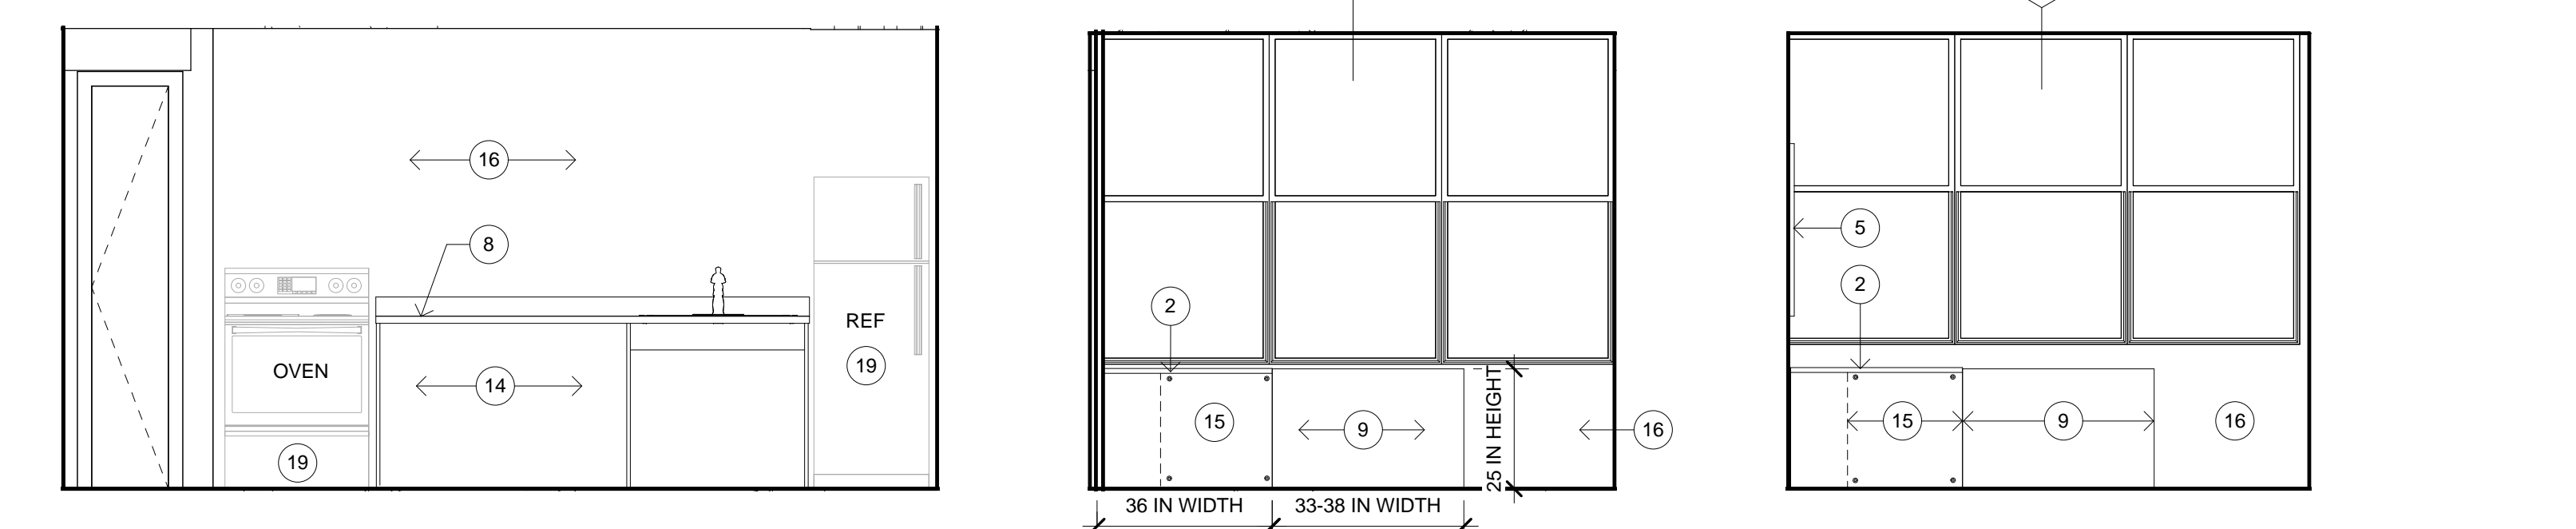 16
8
OVEN
REF
19
14
19
2
15
9
25 IN HEIGHT
16
36 IN WIDTH
33-38 IN WIDTH
5
2
15
9
16